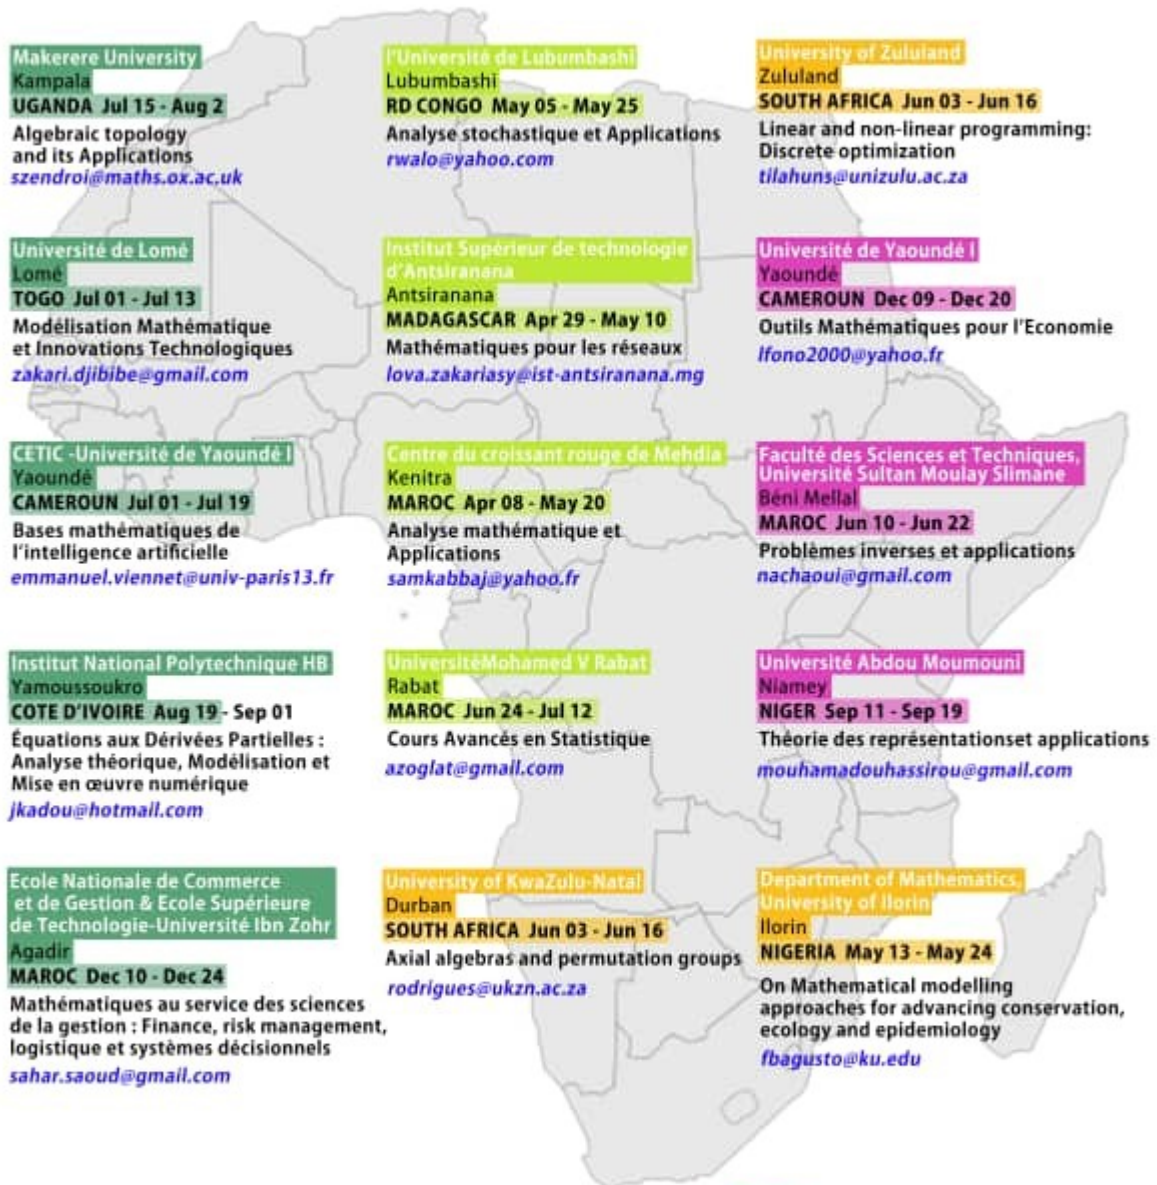 Makerere University
Kampala
UGANDA Jul 15 - Aug 2
Algebraic topology
and its Applications
szendroi@maths.ox.ac.uk
Université de Lomé
Lomé
TOGO Jul 01 - Jul 13
Modélisation Mathématique
et Innovations Technologiques
zakari.djibibe@gmail.com
CETIC -Université de Yaoundé I
Yaoundé
CAMEROUN Jul 01 - Jul 19
Bases mathématiques de
l'intelligence artificielle
emmanuel.viennet@univ-paris13.fr
Institut National Polytechnique HB
Yamoussoukro
COTE D'IVOIRE Aug 19 - Sep 01
Équations aux Dérivées Partielles :
Analyse théorique, Modélisation et
Mise en œuvre numérique
jkadou@hotmail.com
Ecole Nationale de Commerce
et de Gestion & Ecole Supérieure
de Technologie-Université Ibn Zohr
Agadir
MAROC Dec 10 - Dec 24
Mathématiques au service des sciences
de la gestion : Finance, risk management,
logistique et systèmes décisionnels
sahar.saoud@gmail.com
l'Université de Lubumbashi
Lubumbashi
RD CONGO May 05 - May 25
Analyse stochastique et Applications
rwalo@yahoo.com
Institut Supérieur de technologie
d'Antsiranana
Antsiranana
MADAGASCAR Apr 29 - May 10
Mathématiques pour les réseaux
lova.zakariasy@ist-antsiranana.mg
Centre du croissant rouge de Mehdia
Kenitra
MAROC Apr 08 - May 20
Analyse mathématique et
Applications
samkabbaj@yahoo.fr
UniversitéMohamed V Rabat
Rabat
MAROC Jun 24 - Jul 12
Cours Avancés en Statistique
azoglat@gmail.com
University of KwaZulu-Natal
Durban
SOUTH AFRICA Jun 03 - Jun 16
Axial algebras and permutation groups
rodrigues@ukzn.ac.za
University of Zululand
Zululand
SOUTH AFRICA Jun 03 - Jun 16
Linear and non-linear programming:
Discrete optimization
tilahuns@unizulu.ac.za
Université de Yaoundé I
Yaoundé
CAMEROUN Dec 09 - Dec 20
Outils Mathématiques pour l'Economie
lfono2000@yahoo.fr
Faculté des Sciences et Techniques,
Université Sultan Moulay Slimane
Béni Mellal
MAROC Jun 10 - Jun 22
Problèmes inverses et applications
nachaoui@gmail.com
Université Abdou Moumouni
Niamey
NIGER Sep 11 - Sep 19
Théorie des représentationset applications
mouhamadouhassirou@gmail.com
Department of Mathematics,
University of Ilorin
Ilorin
NIGERIA May 13 - May 24
On Mathematical modelling
approaches for advancing conservation,
ecology and epidemiology
fbagusto@ku.edu